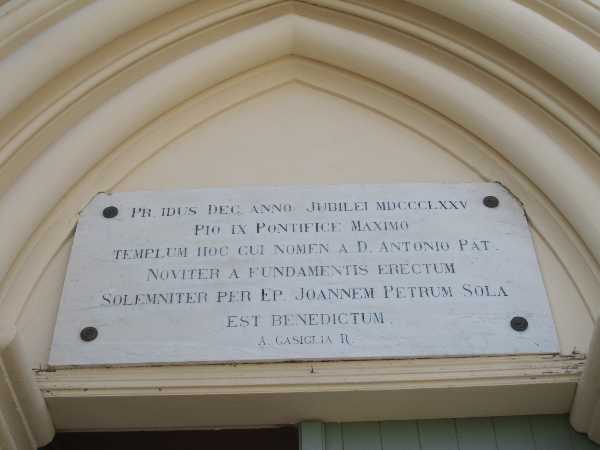 PR. IDUS DEC. ANNO JUBILEI MDCCCLXXV
PIO IX PONTIFICE MAXIMO
TEMPLUM HOC CUI NOMEN A D. ANTONIO PAT.
NOVITER A FUNDAMENTIS ERECTUM
SOLEMNITER PER EP. JOANNEM PETRUM SOLA
EST BENEDICTUM.
A. GASIGLIA R.